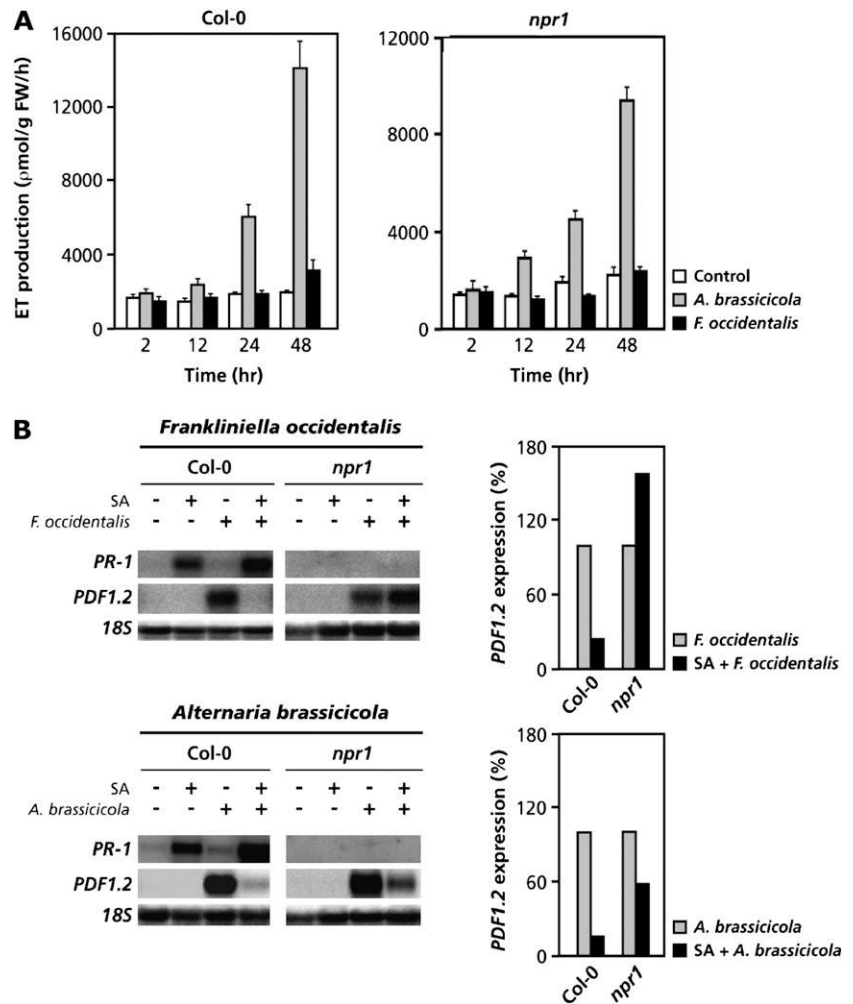 A
Col-0
npr1
ET production (ρmol/g FW/h)
16000
12000
8000
4000
0
2 12 24 48
Time (hr)
12000
8000
4000
0
2 12 24 48
Time (hr)
Control
A. brassicicola
F. occidentalis
B
Frankliniella occidentalis
Col-0 npr1
SA - + - + - + - +
F. occidentalis - - + + - - + +
PR-1
PDF1.2
18S
PDF1.2 expression (%)
180
120
60
0
Col-0 npr1
F. occidentalis
SA + F. occidentalis
Alternaria brassicicola
Col-0 npr1
SA - + - + - + - +
A. brassicicola - - + + - - + +
PR-1
PDF1.2
18S
PDF1.2 expression (%)
180
120
60
0
Col-0 npr1
A. brassicicola
SA + A. brassicicola